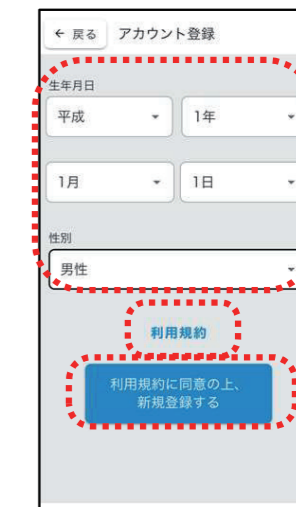 ← 戻る アカウント登録
生年月日
平成 1年
1月 1日
性別
男性
利用規約
利用規約に同意の上、
新規登録する